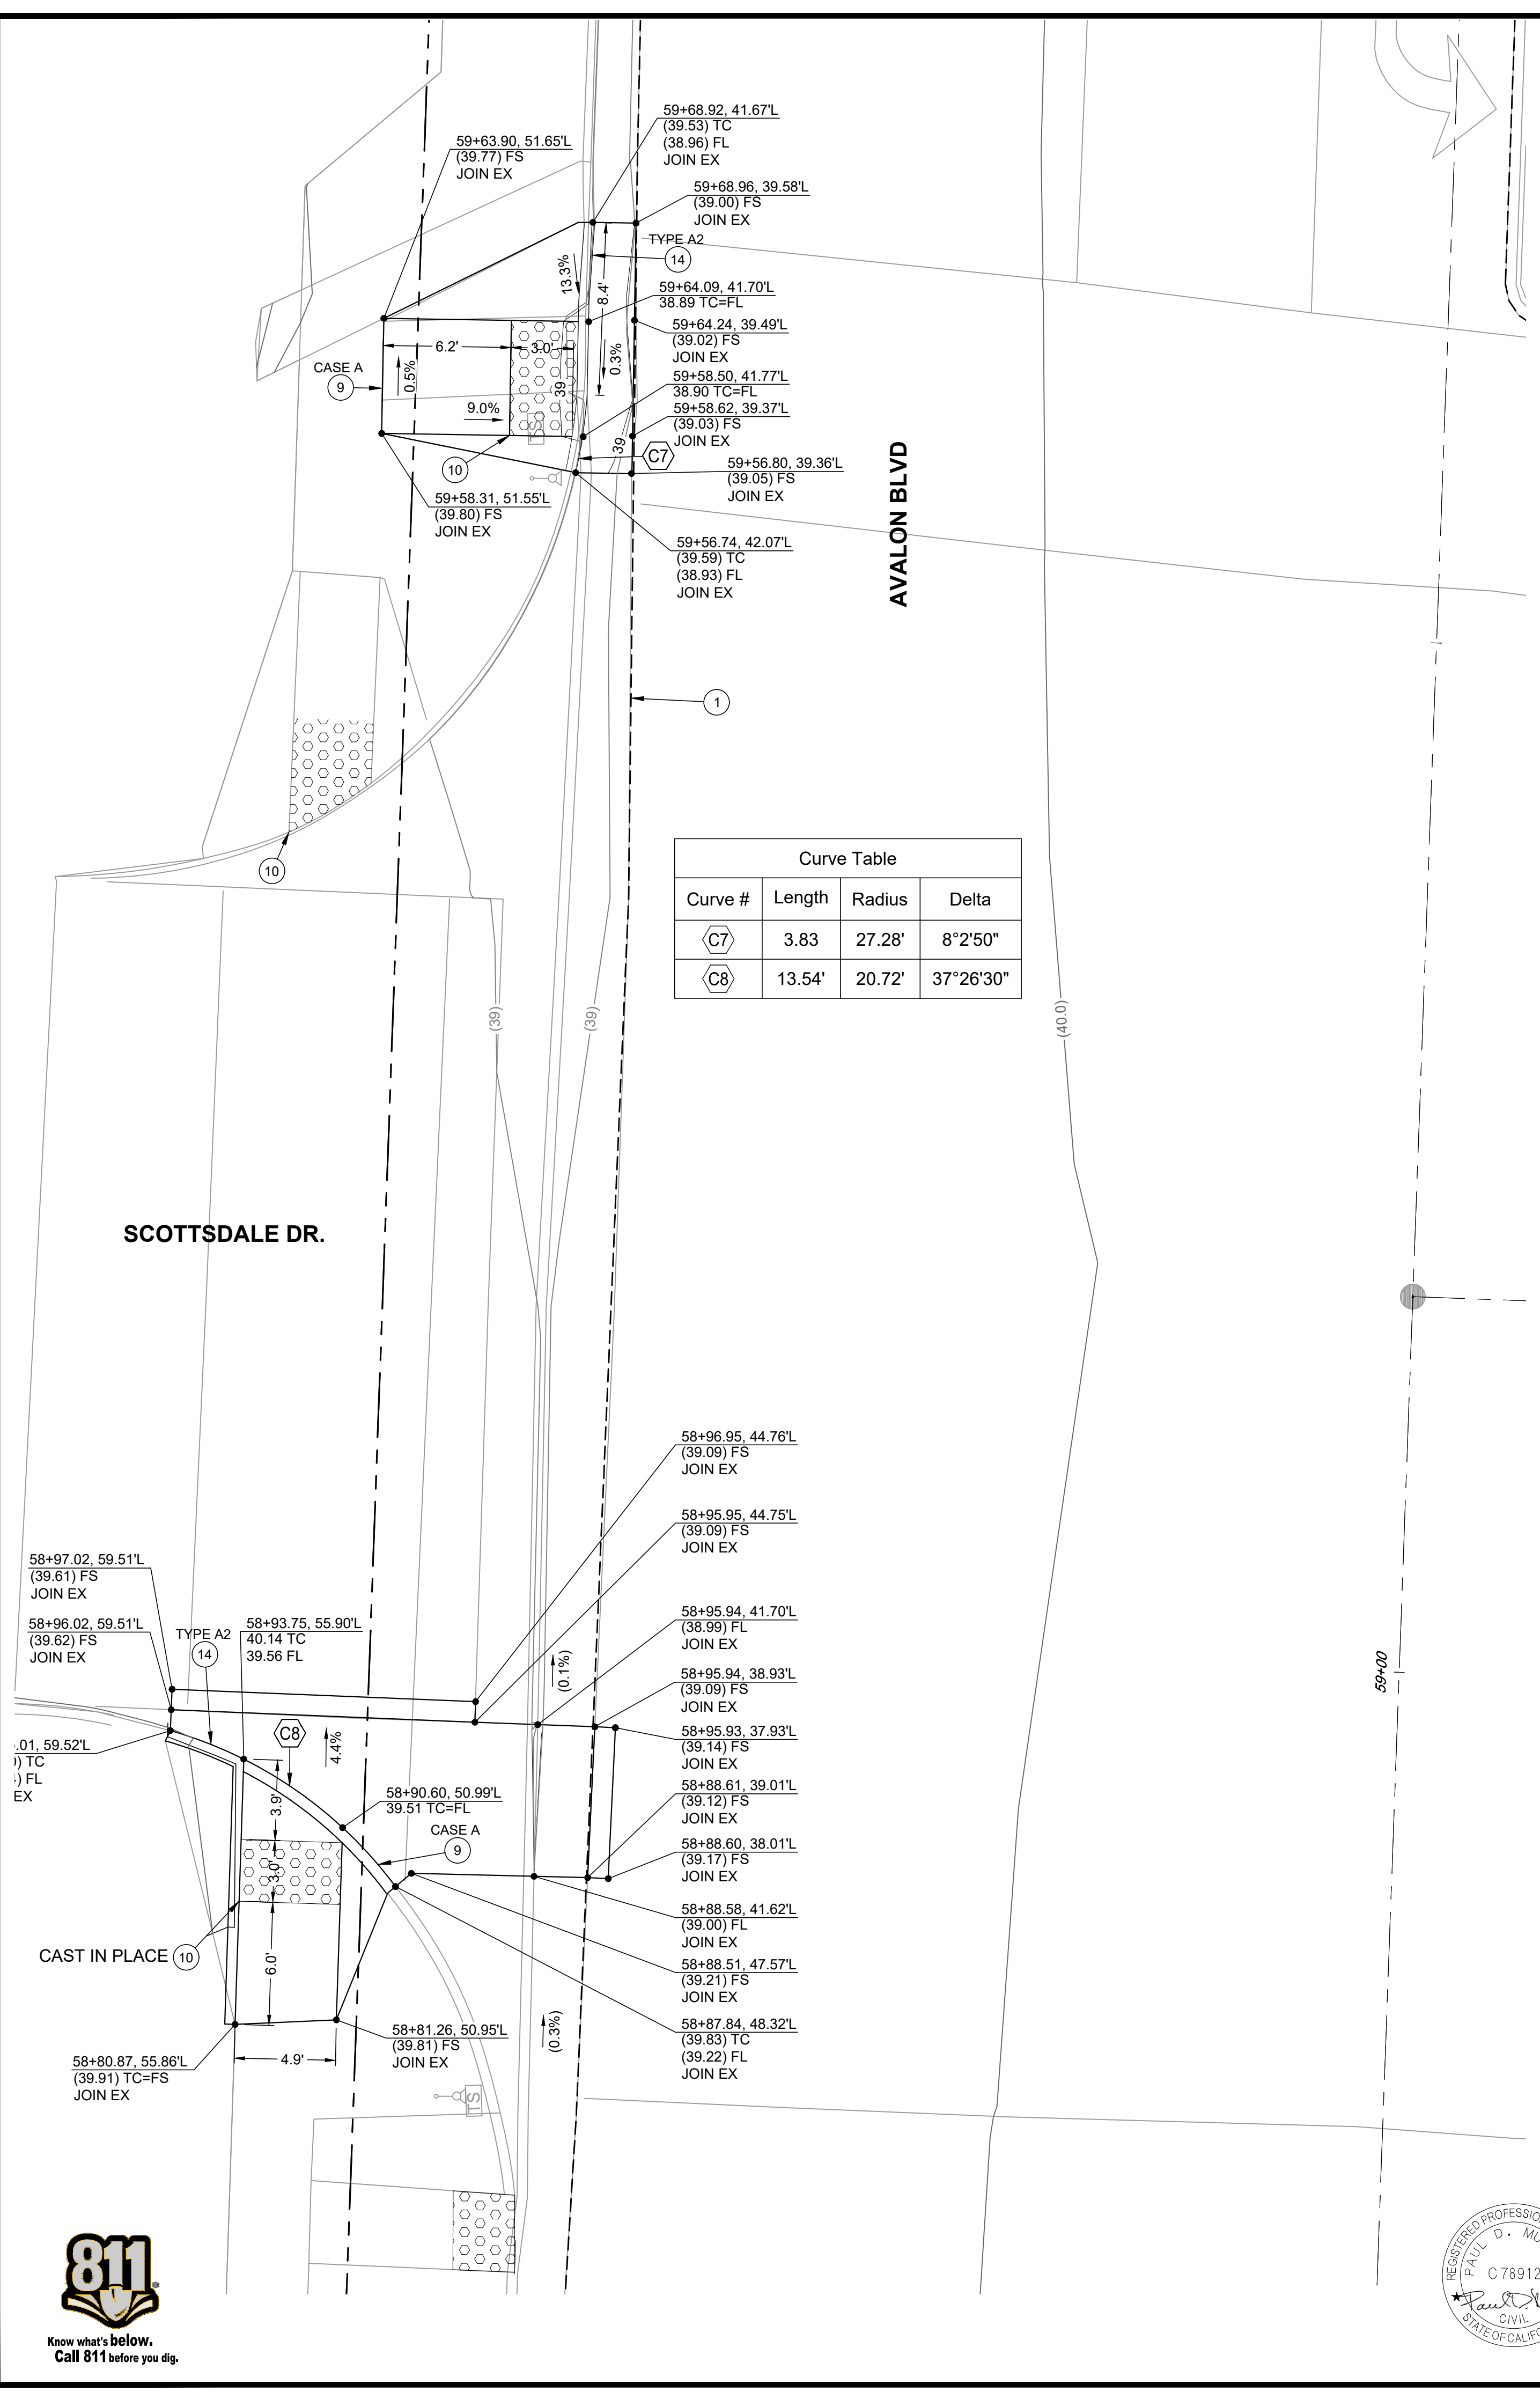 59+68.92, 41.67'L
(39.53) TC
(38.96) FL
JOIN EX
59+63.90, 51.65'L
(39.77) FS
JOIN EX
59+68.96, 39.58'L
(39.00) FS
JOIN EX
TYPE A2
14
13.3%
8.4'
59+64.09, 41.70'L
38.89 TC=FL
59+64.24, 39.49'L
(39.02) FS
JOIN EX
6.2'
3.0'
0.3%
CASE A
9
0.5%
39
59+58.50, 41.77'L
38.90 TC=FL
9.0%
59+58.62, 39.37'L
(39.03) FS
JOIN EX
TS
39
C7
10
59+56.80, 39.36'L
(39.05) FS
JOIN EX
59+58.31, 51.55'L
(39.80) FS
JOIN EX
59+56.74, 42.07'L
(39.59) TC
(38.93) FL
JOIN EX
AVALON BLVD
1
10
Curve Table
Curve # Length Radius Delta
C7 3.83 27.28' 8°2'50"
C8 13.54' 20.72' 37°26'30"
(39)
(39)
(40.0)
SCOTTSDALE DR.
58+96.95, 44.76'L
(39.09) FS
JOIN EX
58+95.95, 44.75'L
(39.09) FS
JOIN EX
58+97.02, 59.51'L
(39.61) FS
JOIN EX
58+96.02, 59.51'L
(39.62) FS
JOIN EX
TYPE A2
14
58+93.75, 55.90'L
40.14 TC
39.56 FL
58+95.94, 41.70'L
(38.99) FL
JOIN EX
(0.1%)
58+95.94, 38.93'L
(39.09) FS
JOIN EX
59+00
C8
4.4%
.01, 59.52'L
) TC
) FL
EX
58+95.93, 37.93'L
(39.14) FS
JOIN EX
3.9'
58+90.60, 50.99'L
39.51 TC=FL
58+88.61, 39.01'L
(39.12) FS
JOIN EX
CASE A
9
58+88.60, 38.01'L
(39.17) FS
JOIN EX
3.0'
58+88.58, 41.62'L
(39.00) FL
JOIN EX
CAST IN PLACE 10
6.0'
58+88.51, 47.57'L
(39.21) FS
JOIN EX
(0.3%)
58+87.84, 48.32'L
(39.83) TC
(39.22) FL
JOIN EX
58+81.26, 50.95'L
(39.81) FS
JOIN EX
4.9'
58+80.87, 55.86'L
(39.91) TC=FS
JOIN EX
TS
811
Know what's below.
Call 811 before you dig.
REGISTERED PROFESSIO
PAUL D. MU
C 78912
CIVIL
STATE OF CALIFO